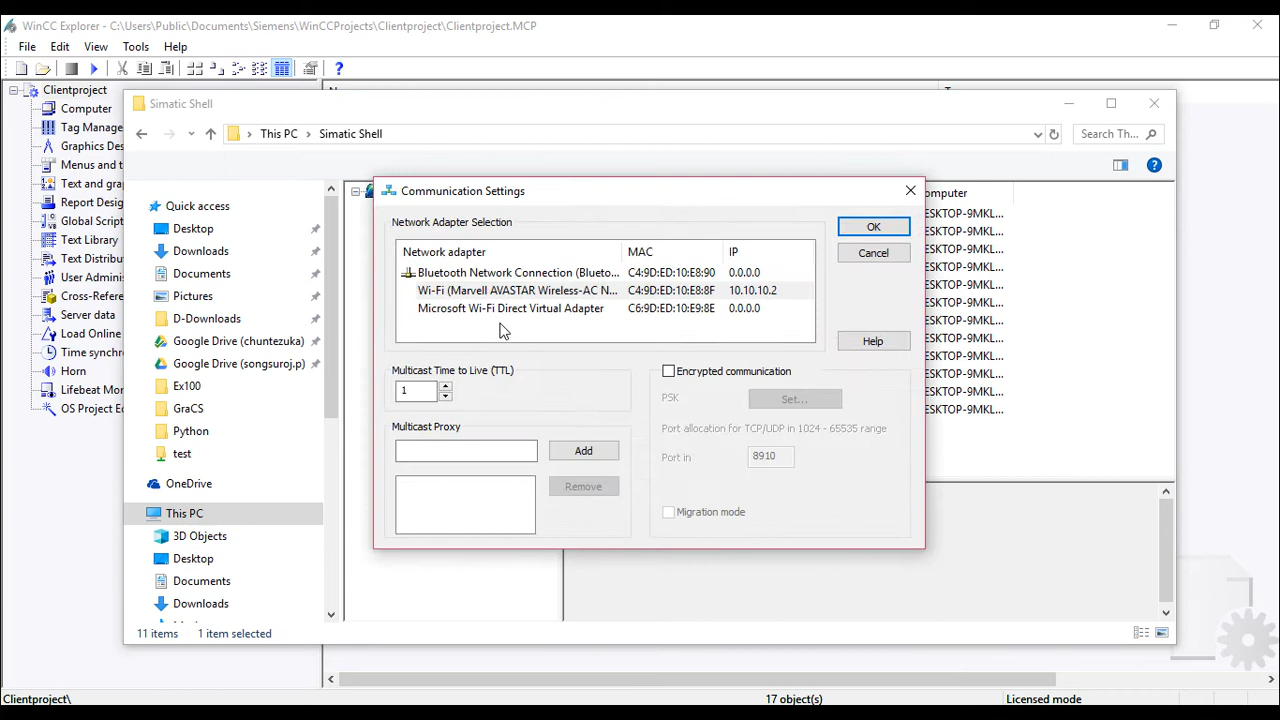 WinCC Explorer - C:\Users\Public\Documents\Siemens\WinCCProjects\Clientproject\Clientproject.MCP
File Edit View Tools Help
Clientproject
Computer
Tag Manage
Graphics Des
Menus and t
Text and grap
Report Desig
Global Script
Text Library
User Adminis
Cross-Refere
Server data
Load Online
Time synchr
Horn
Lifebeat Mon
OS Project Ed
Simatic Shell
This PC > Simatic Shell
Search Th...
Quick access
Desktop
Downloads
Documents
Pictures
D-Downloads
Google Drive (chuntezuka)
Google Drive (songsuroj.p)
Ex100
GraCS
Python
test
OneDrive
This PC
3D Objects
Desktop
Documents
Downloads
omputer
ESKTOP-9MKL...
ESKTOP-9MKL...
ESKTOP-9MKL...
ESKTOP-9MKL...
ESKTOP-9MKL...
ESKTOP-9MKL...
ESKTOP-9MKL...
ESKTOP-9MKL...
ESKTOP-9MKL...
ESKTOP-9MKL...
ESKTOP-9MKL...
ESKTOP-9MKL...
Communication Settings
Network Adapter Selection
Network adapter MAC IP
Bluetooth Network Connection (Blueto... C4:9D:ED:10:E8:90 0.0.0.0
Wi-Fi (Marvell AVASTAR Wireless-AC N... C4:9D:ED:10:E8:8F 10.10.10.2
Microsoft Wi-Fi Direct Virtual Adapter C6:9D:ED:10:E9:8E 0.0.0.0
OK
Cancel
Help
Multicast Time to Live (TTL)
1
Multicast Proxy
Add
Remove
Encrypted communication
PSK Set...
Port allocation for TCP/UDP in 1024 - 65535 range
Port in 8910
Migration mode
11 items 1 item selected
Clientproject\ 17 object(s) Licensed mode